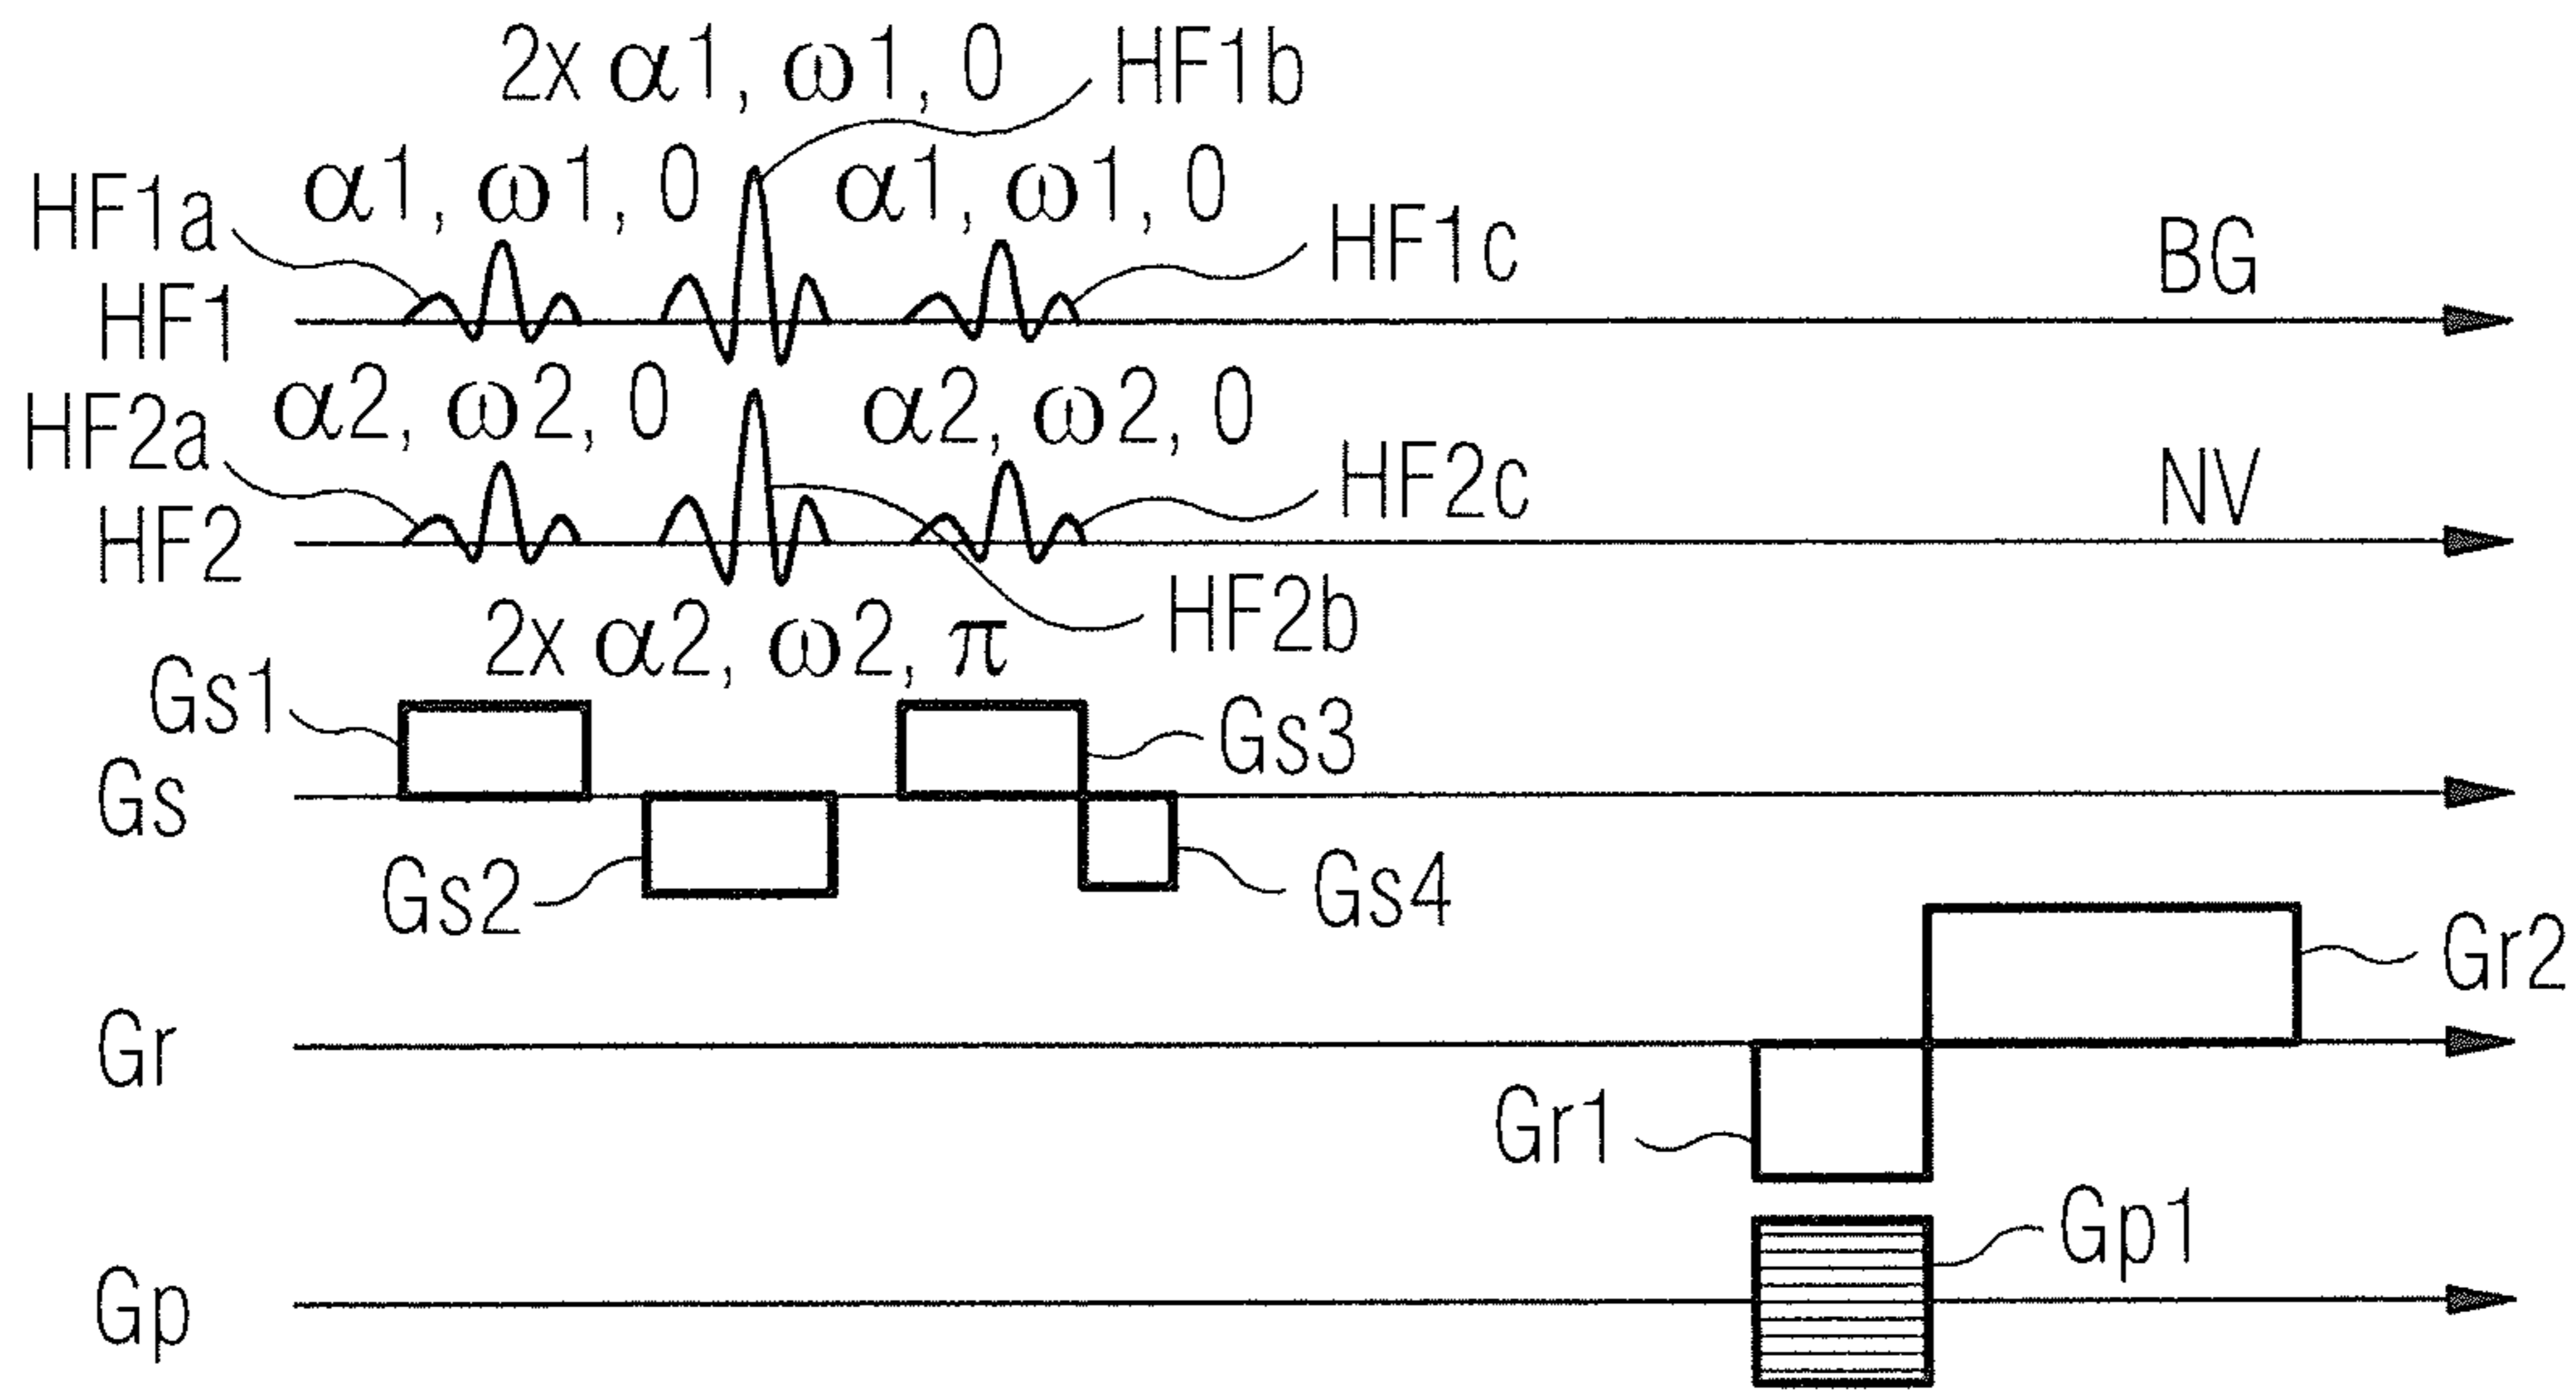 2x α1, ω1, 0 HF1b
HF1a α1, ω1, 0 α1, ω1, 0 HF1c BG
HF1
HF2a α2, ω2, 0 α2, ω2, 0 HF2c NV
HF2
2x α2, ω2, π HF2b
Gs1 Gs3
Gs
Gs2 Gs4
Gr2
Gr
Gr1
Gp1
Gp